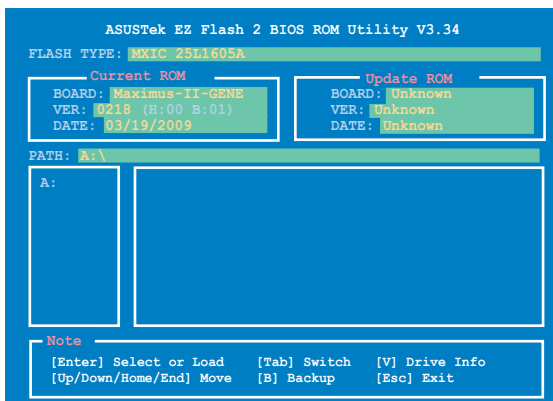 ASUSTek EZ Flash 2 BIOS ROM Utility V3.34
FLASH TYPE: MXIC 25L1605A
Current ROM
BOARD: Maximus-II-GENE
VER: 0218 (H:00 B:01)
DATE: 03/19/2009
Update ROM
BOARD: Unknown
VER: Unknown
DATE: Unknown
PATH: A:\
A:
Note
[Enter] Select or Load [Tab] Switch [V] Drive Info
[Up/Down/Home/End] Move [B] Backup [Esc] Exit